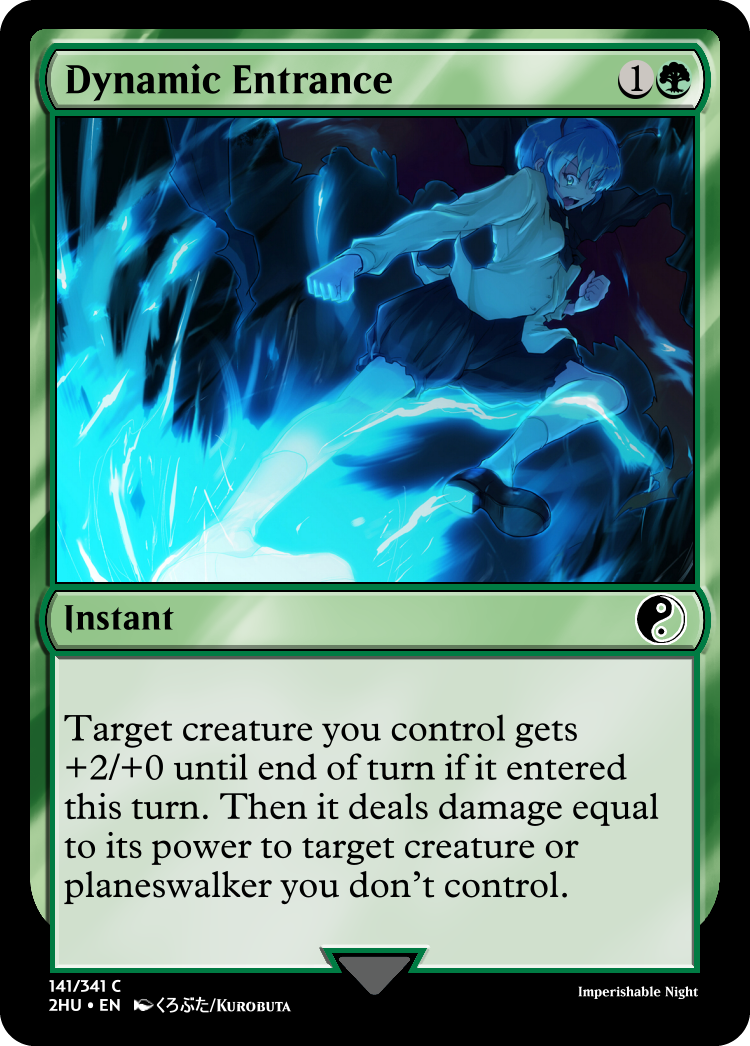 Dynamic Entrance 1
Instant
Target creature you control gets
+2/+0 until end of turn if it entered
this turn. Then it deals damage equal
to its power to target creature or
planeswalker you don't control.
141/341 C
2HU • EN くろぶた/Kurobuta
Imperishable Night